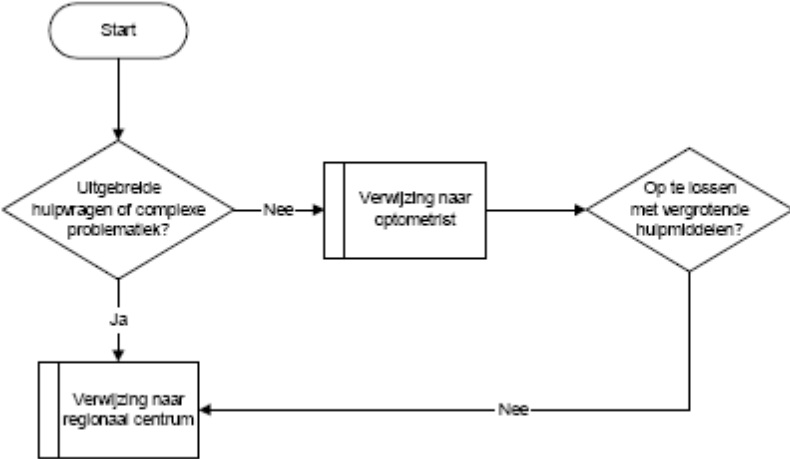 Start
Uitgebreide
hulpvragen of complexe
problematiek?
Nee
Verwijzing naar
optometrist
Op te lossen
met vergrotende
hulpmiddelen?
Ja
Verwijzing naar
regionaal centrum
Nee